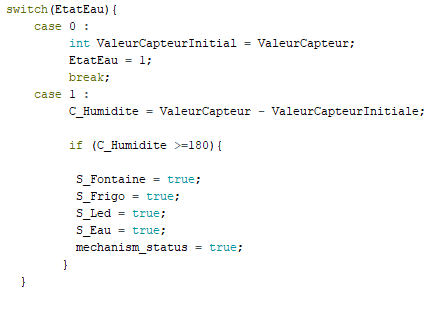 switch(EtatEau){
case 0 :
int ValeurCapteurInitial = ValeurCapteur;
EtatEau = 1;
break;
case 1 :
C_Humidite = ValeurCapteur - ValeurCapteurInitiale;
if (C_Humidite >=180){
S_Fontaine = true;
S_Frigo = true;
S_Led = true;
S_Eau = true;
mechanism_status = true;
}
}